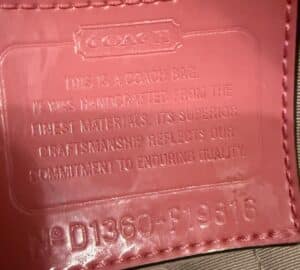 COACH
THIS IS A COACH BAG.
IT WAS HANDCRAFTED FROM THE
FINEST MATERIALS. ITS SUPERIOR
CRAFTSMANSHIP REFLECTS OUR
COMMITMENT TO ENDURING QUALITY.
Nº D1360-F19616